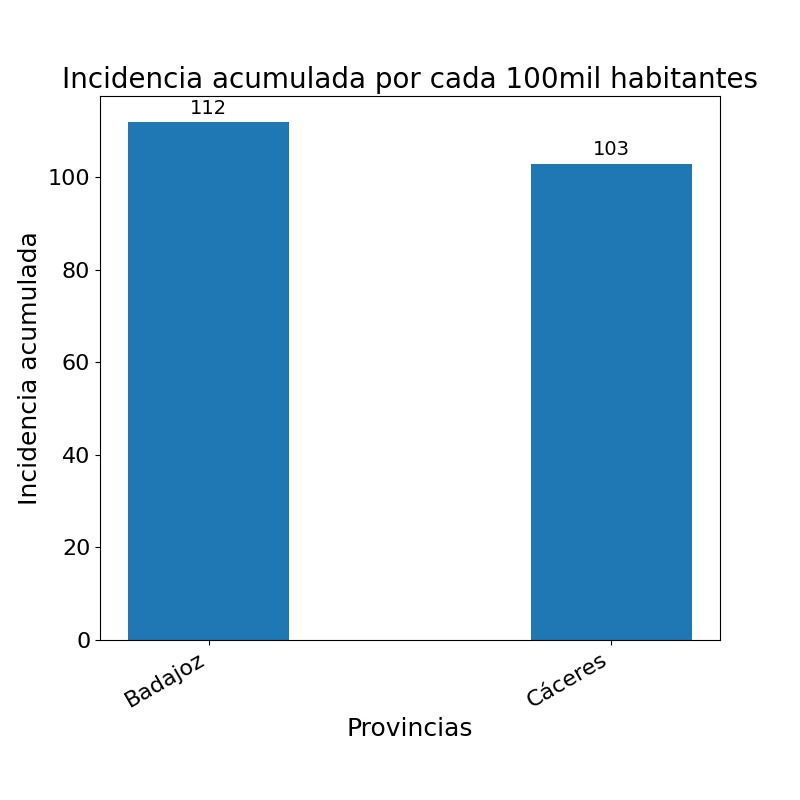 Incidencia acumulada por cada 100mil habitantes
112
103
100
80
60
40
20
0
Incidencia acumulada
Badajoz
Cáceres
Provincias